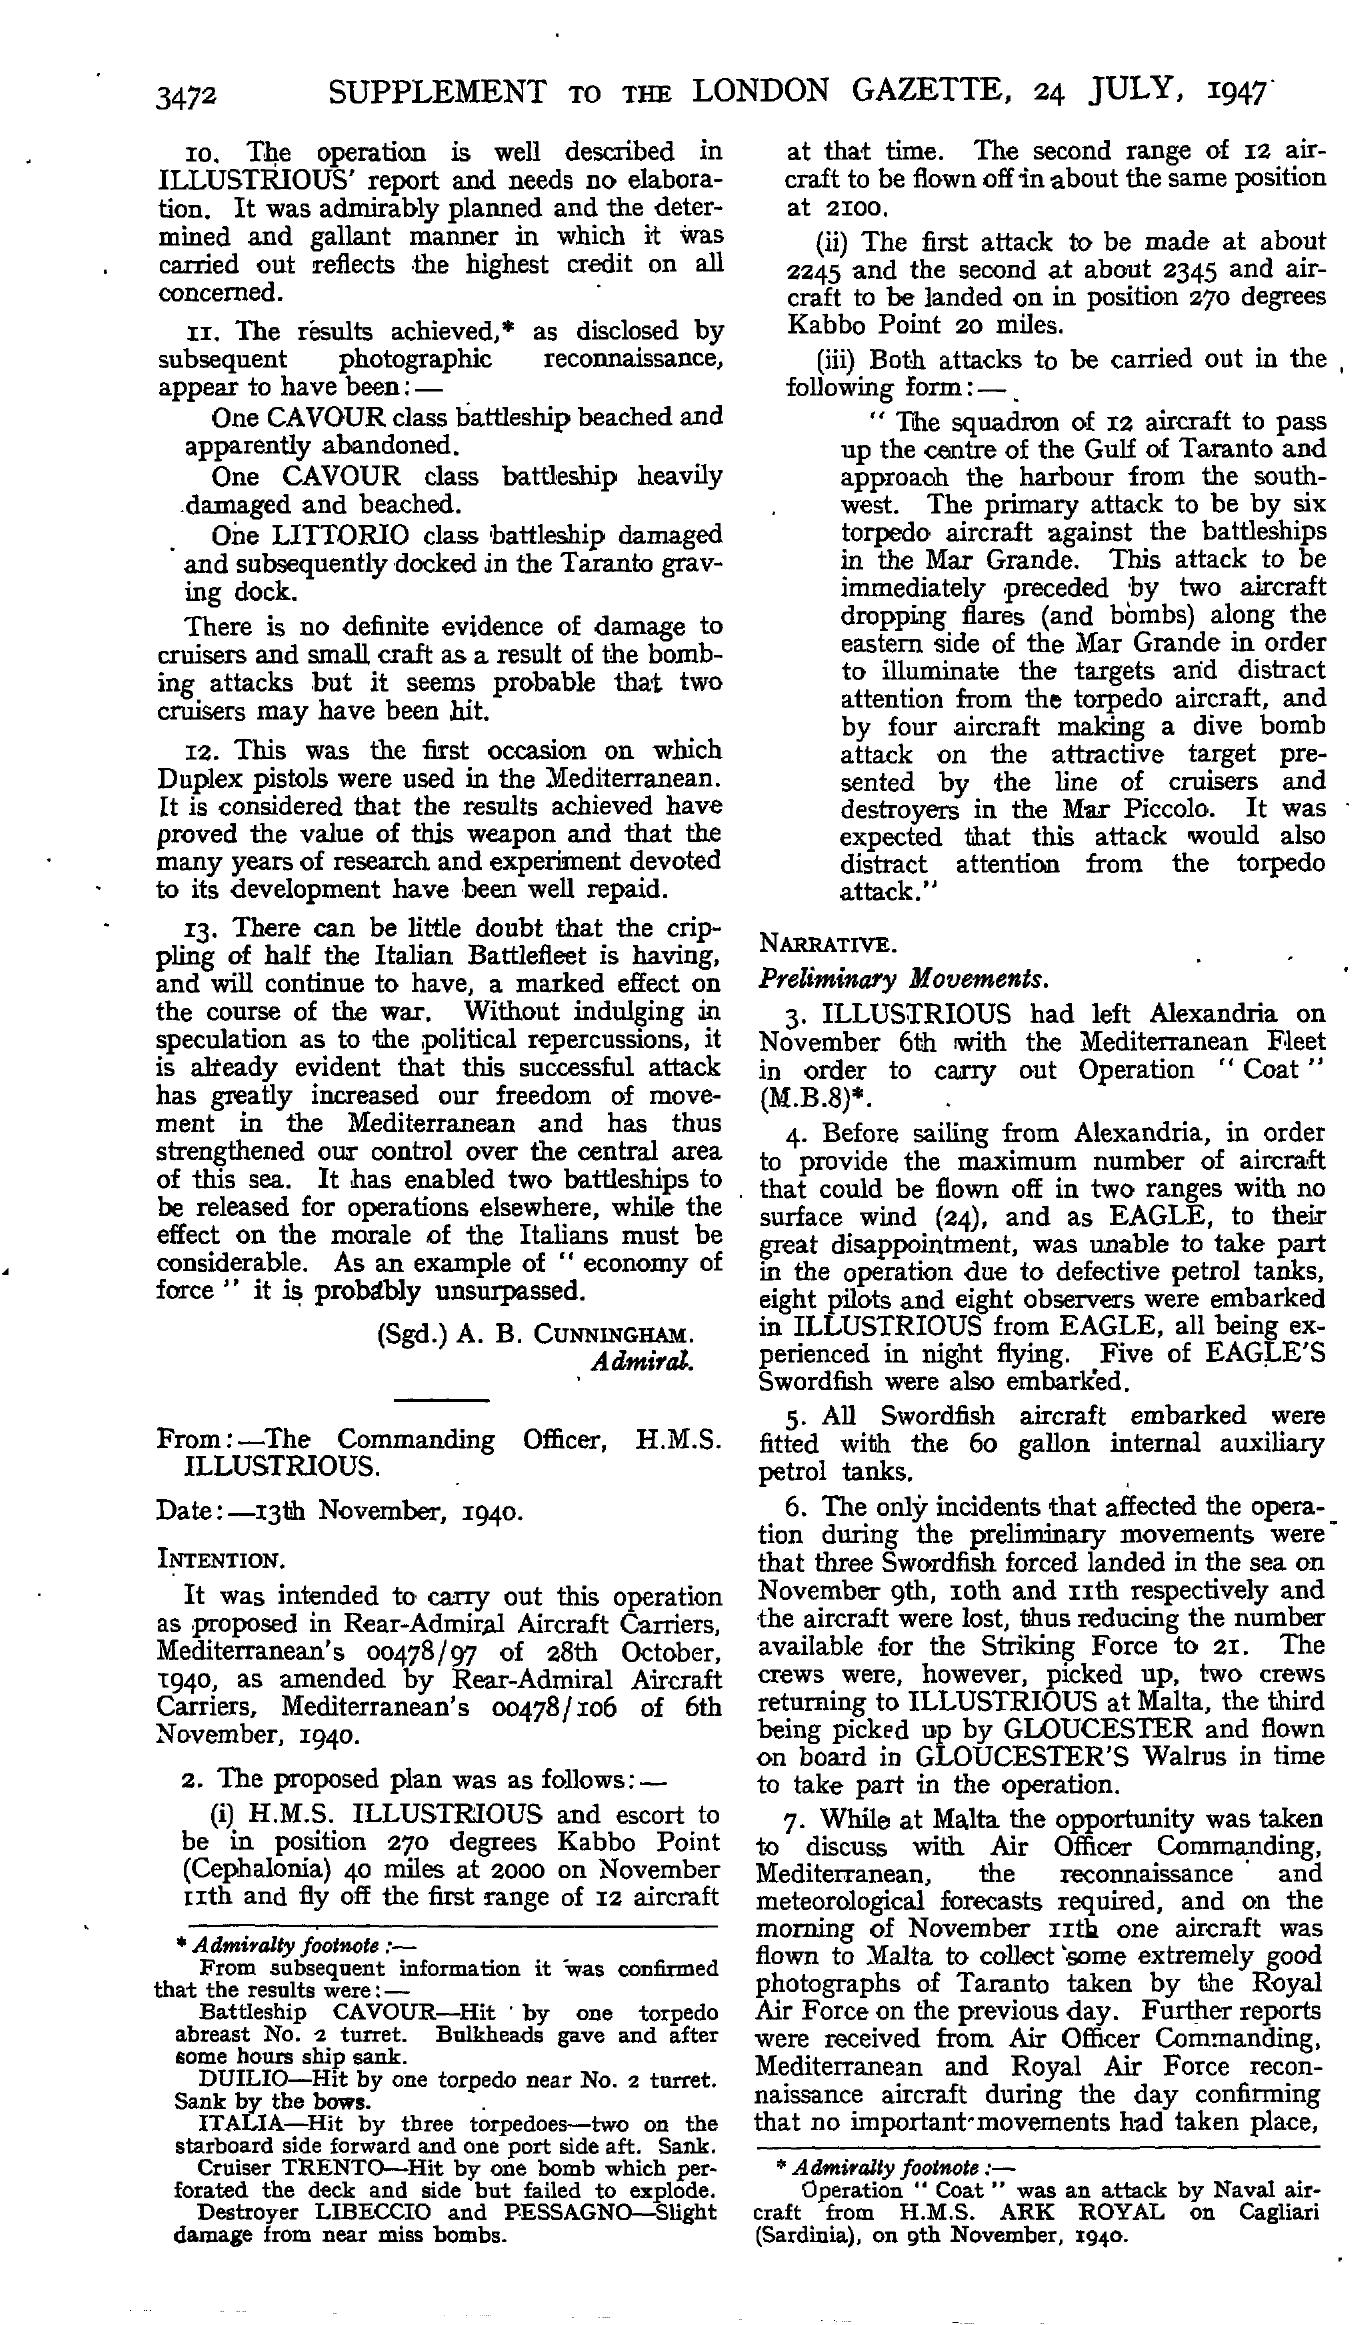 3472 SUPPLEMENT TO THE LONDON GAZETTE, 24 JULY, 1947
10. The operation is well described in
ILLUSTRIOUS' report and needs no elabora-
tion. It was admirably planned and the deter-
mined and gallant manner in which it was
carried out reflects the highest credit on all
concerned.
11. The results achieved,* as disclosed by
subsequent photographic reconnaissance,
appear to have been:—
One CAVOUR class battleship beached and
apparently abandoned.
One CAVOUR class battleship heavily
damaged and beached.
One LITTORIO class battleship damaged
and subsequently docked in the Taranto grav-
ing dock.
There is no definite evidence of damage to
cruisers and small craft as a result of the bomb-
ing attacks but it seems probable that two
cruisers may have been hit.
12. This was the first occasion on which
Duplex pistols were used in the Mediterranean.
It is considered that the results achieved have
proved the value of this weapon and that the
many years of research and experiment devoted
to its development have been well repaid.
13. There can be little doubt that the crip-
pling of half the Italian Battlefleet is having,
and will continue to have, a marked effect on
the course of the war. Without indulging in
speculation as to the political repercussions, it
is already evident that this successful attack
has greatly increased our freedom of move-
ment in the Mediterranean and has thus
strengthened our control over the central area
of this sea. It has enabled two battleships to
be released for operations elsewhere, while the
effect on the morale of the Italians must be
considerable. As an example of " economy of
force " it is probably unsurpassed.
(Sgd.) A. B. CUNNINGHAM.
Admiral.
From:—The Commanding Officer, H.M.S.
ILLUSTRIOUS.
Date:—13th November, 1940.
INTENTION.
It was intended to carry out this operation
as proposed in Rear-Admiral Aircraft Carriers,
Mediterranean's 00478/97 of 28th October,
1940, as amended by Rear-Admiral Aircraft
Carriers, Mediterranean's 00478/106 of 6th
November, 1940.
2. The proposed plan was as follows:—
(i) H.M.S. ILLUSTRIOUS and escort to
be in position 270 degrees Kabbo Point
(Cephalonia) 40 miles at 2000 on November
11th and fly off the first range of 12 aircraft
* Admiralty footnote :—
From subsequent information it was confirmed
that the results were:—
Battleship CAVOUR—Hit by one torpedo
abreast No. 2 turret. Bulkheads gave and after
some hours ship sank.
DUILIO—Hit by one torpedo near No. 2 turret.
Sank by the bows.
ITALIA—Hit by three torpedoes—two on the
starboard side forward and one port side aft. Sank.
Cruiser TRENTO—Hit by one bomb which per-
forated the deck and side but failed to explode.
Destroyer LIBECCIO and PESSAGNO—Slight
damage from near miss bombs.
at that time. The second range of 12 air-
craft to be flown off in about the same position
at 2100.
(ii) The first attack to be made at about
2245 and the second at about 2345 and air-
craft to be landed on in position 270 degrees
Kabbo Point 20 miles.
(iii) Both attacks to be carried out in the
following form:—
" The squadron of 12 aircraft to pass
up the centre of the Gulf of Taranto and
approach the harbour from the south-
west. The primary attack to be by six
torpedo aircraft against the battleships
in the Mar Grande. This attack to be
immediately preceded by two aircraft
dropping flares (and bombs) along the
eastern side of the Mar Grande in order
to illuminate the targets and distract
attention from the torpedo aircraft, and
by four aircraft making a dive bomb
attack on the attractive target pre-
sented by the line of cruisers and
destroyers in the Mar Piccolo. It was
expected that this attack would also
distract attention from the torpedo
attack."
NARRATIVE.
Preliminary Movements.
3. ILLUSTRIOUS had left Alexandria on
November 6th with the Mediterranean Fleet
in order to carry out Operation " Coat "
(M.B.8)*.
4. Before sailing from Alexandria, in order
to provide the maximum number of aircraft
that could be flown off in two ranges with no
surface wind (24), and as EAGLE, to their
great disappointment, was unable to take part
in the operation due to defective petrol tanks,
eight pilots and eight observers were embarked
in ILLUSTRIOUS from EAGLE, all being ex-
perienced in night flying. Five of EAGLE'S
Swordfish were also embarked.
5. All Swordfish aircraft embarked were
fitted with the 60 gallon internal auxiliary
petrol tanks.
6. The only incidents that affected the opera-
tion during the preliminary movements were
that three Swordfish forced landed in the sea on
November 9th, 10th and 11th respectively and
the aircraft were lost, thus reducing the number
available for the Striking Force to 21. The
crews were, however, picked up, two crews
returning to ILLUSTRIOUS at Malta, the third
being picked up by GLOUCESTER and flown
on board in GLOUCESTER'S Walrus in time
to take part in the operation.
7. While at Malta the opportunity was taken
to discuss with Air Officer Commanding,
Mediterranean, the reconnaissance and
meteorological forecasts required, and on the
morning of November 11th one aircraft was
flown to Malta to collect some extremely good
photographs of Taranto taken by the Royal
Air Force on the previous day. Further reports
were received from Air Officer Commanding,
Mediterranean and Royal Air Force recon-
naissance aircraft during the day confirming
that no important movements had taken place,
* Admiralty footnote :—
Operation " Coat " was an attack by Naval air-
craft from H.M.S. ARK ROYAL on Cagliari
(Sardinia), on 9th November, 1940.